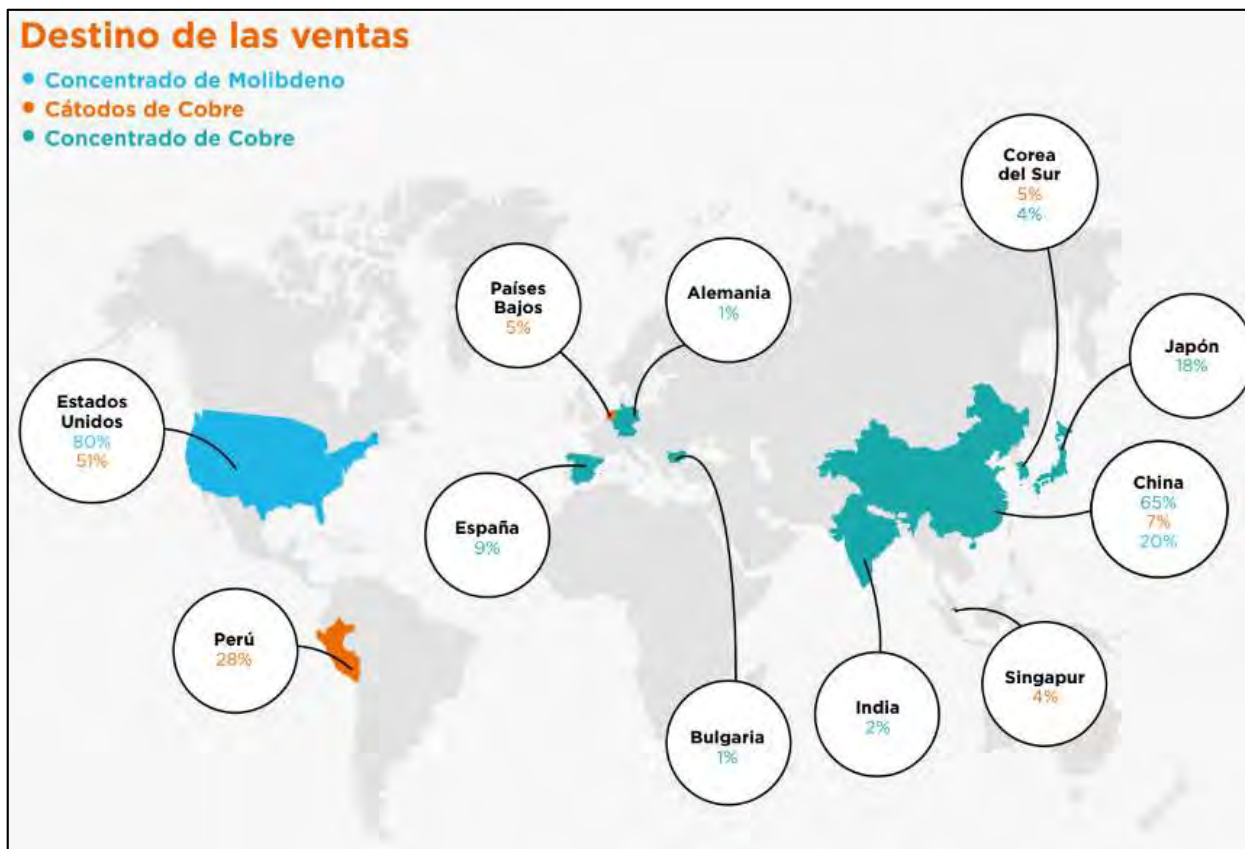 Destino de las ventas
Concentrado de Molibdeno
Cátodos de Cobre
Concentrado de Cobre
Corea
del Sur
5%
4%
Países
Bajos
5%
Alemania
1%
Japón
18%
Estados
Unidos
80%
51%
China
65%
7%
20%
España
9%
Perú
28%
Bulgaria
1%
India
2%
Singapur
4%